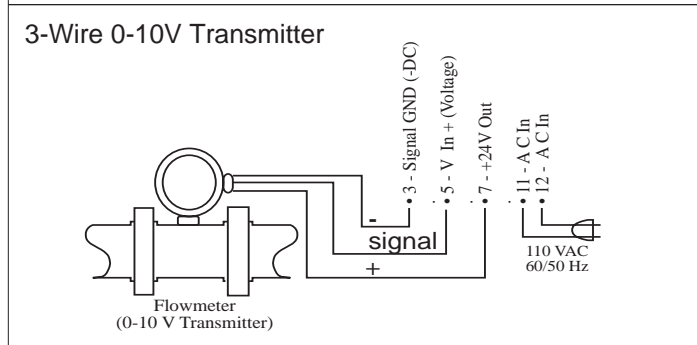 3-Wire 0-10V Transmitter
3 - Signal GND (-DC)
5 - V In + (Voltage)
7 - +24V Out
11 - A C In
12 - A C In
-
signal
+
110 VAC
60/50 Hz
Flowmeter
(0-10 V Transmitter)